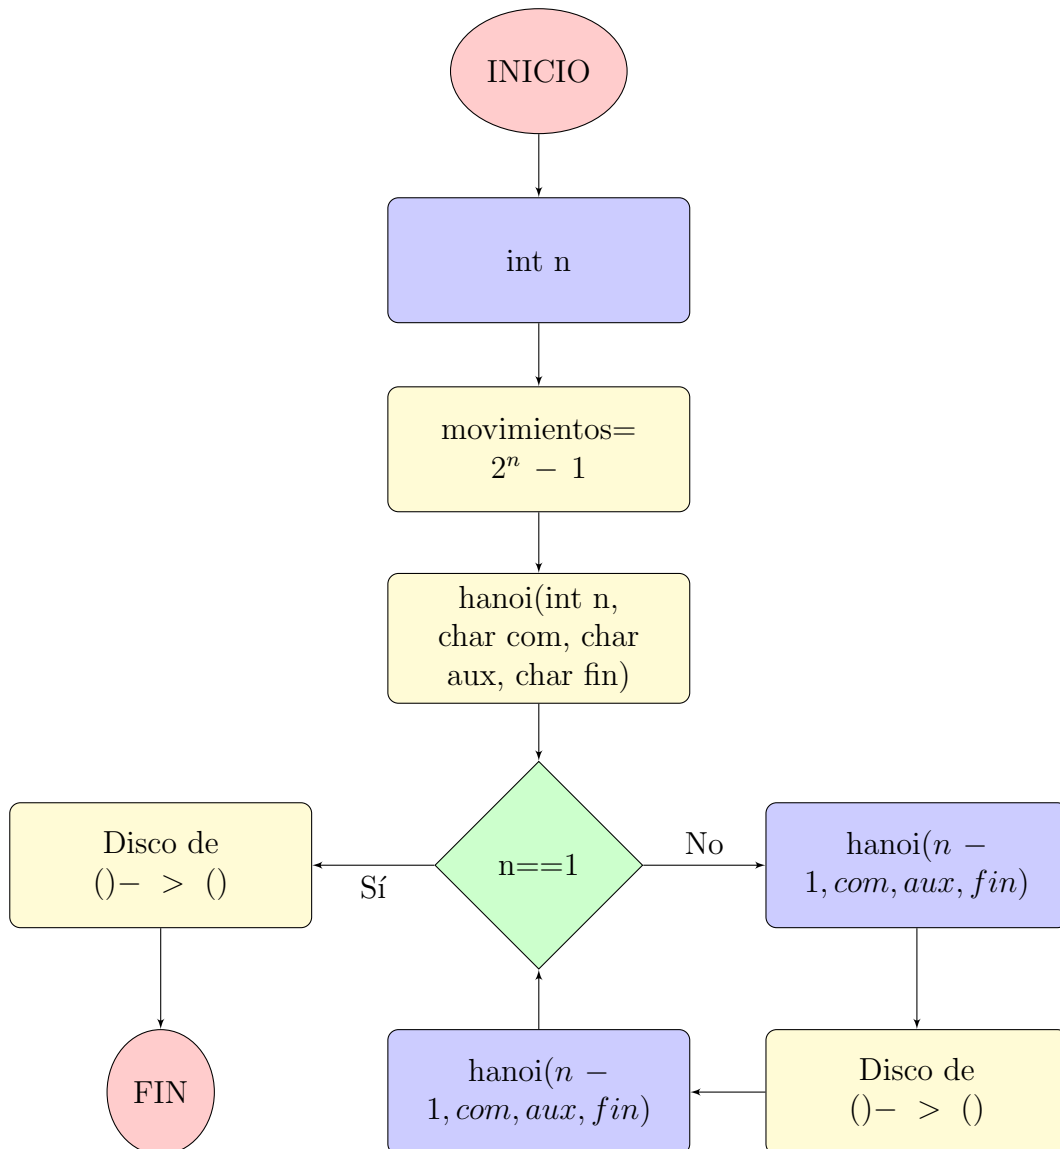 INICIO
int n
movimientos=
2ⁿ − 1
hanoi(int n,
char com, char
aux, char fin)
n==1
Sí
No
Disco de
()− > ()
FIN
hanoi(n −
1, com, aux, fin)
Disco de
()− > ()
hanoi(n −
1, com, aux, fin)